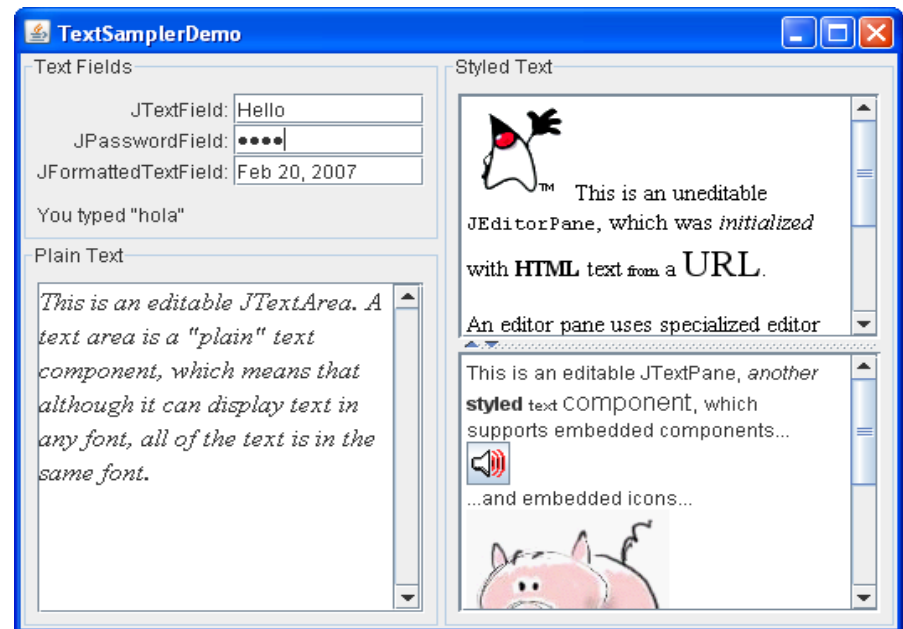 TextSamplerDemo
Text Fields
JTextField: Hello
JPasswordField: ●●●●
JFormattedTextField: Feb 20, 2007
You typed "hola"
Plain Text
This is an editable JTextArea. A
text area is a "plain" text
component, which means that
although it can display text in
any font, all of the text is in the
same font.
Styled Text
TM This is an uneditable
JEditorPane, which was initialized
with HTML text from a URL.
An editor pane uses specialized editor
This is an editable JTextPane, another
styled text component, which
supports embedded components...
...and embedded icons...